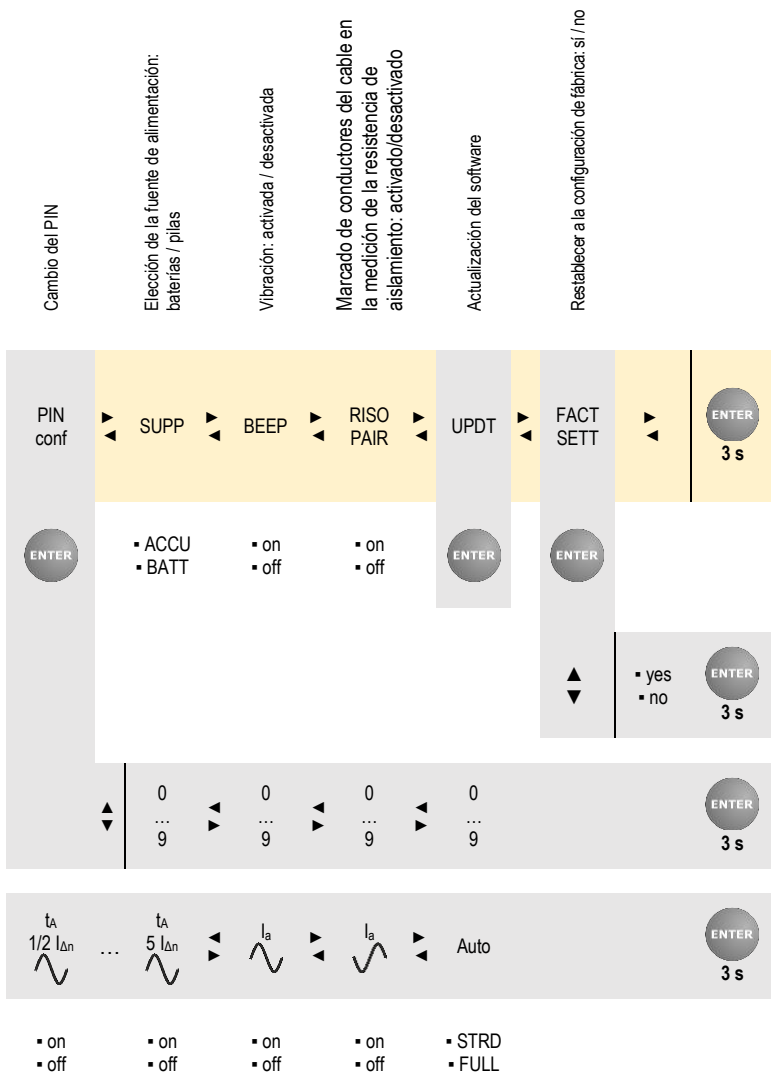 Cambio del PIN
Elección de la fuente de alimentación:
baterías / pilas
Vibración: activada / desactivada
Marcado de conductores del cable en
la medición de la resistencia de
aislamiento: activado/desactivado
Actualización del software
Restablecer a la configuración de fábrica: sí / no
PIN
conf
► ◄
SUPP
► ◄
BEEP
► ◄
RISO
PAIR
► ◄
UPDT
► ◄
FACT
SETT
► ◄
ENTER
3 s
ENTER
▪ ACCU
▪ BATT
▪ on
▪ off
▪ on
▪ off
ENTER
ENTER
▲
▼
▪ yes
▪ no
ENTER
3 s
▲
▼
0
…
9
◄ ►
0
…
9
◄ ►
0
…
9
◄ ►
0
…
9
ENTER
3 s
tA
1/2 IΔn
…
tA
5 IΔn
◄ ►
Ia
► ◄
Ia
► ◄
Auto
ENTER
3 s
▪ on
▪ off
▪ on
▪ off
▪ on
▪ off
▪ on
▪ off
▪ STRD
▪ FULL